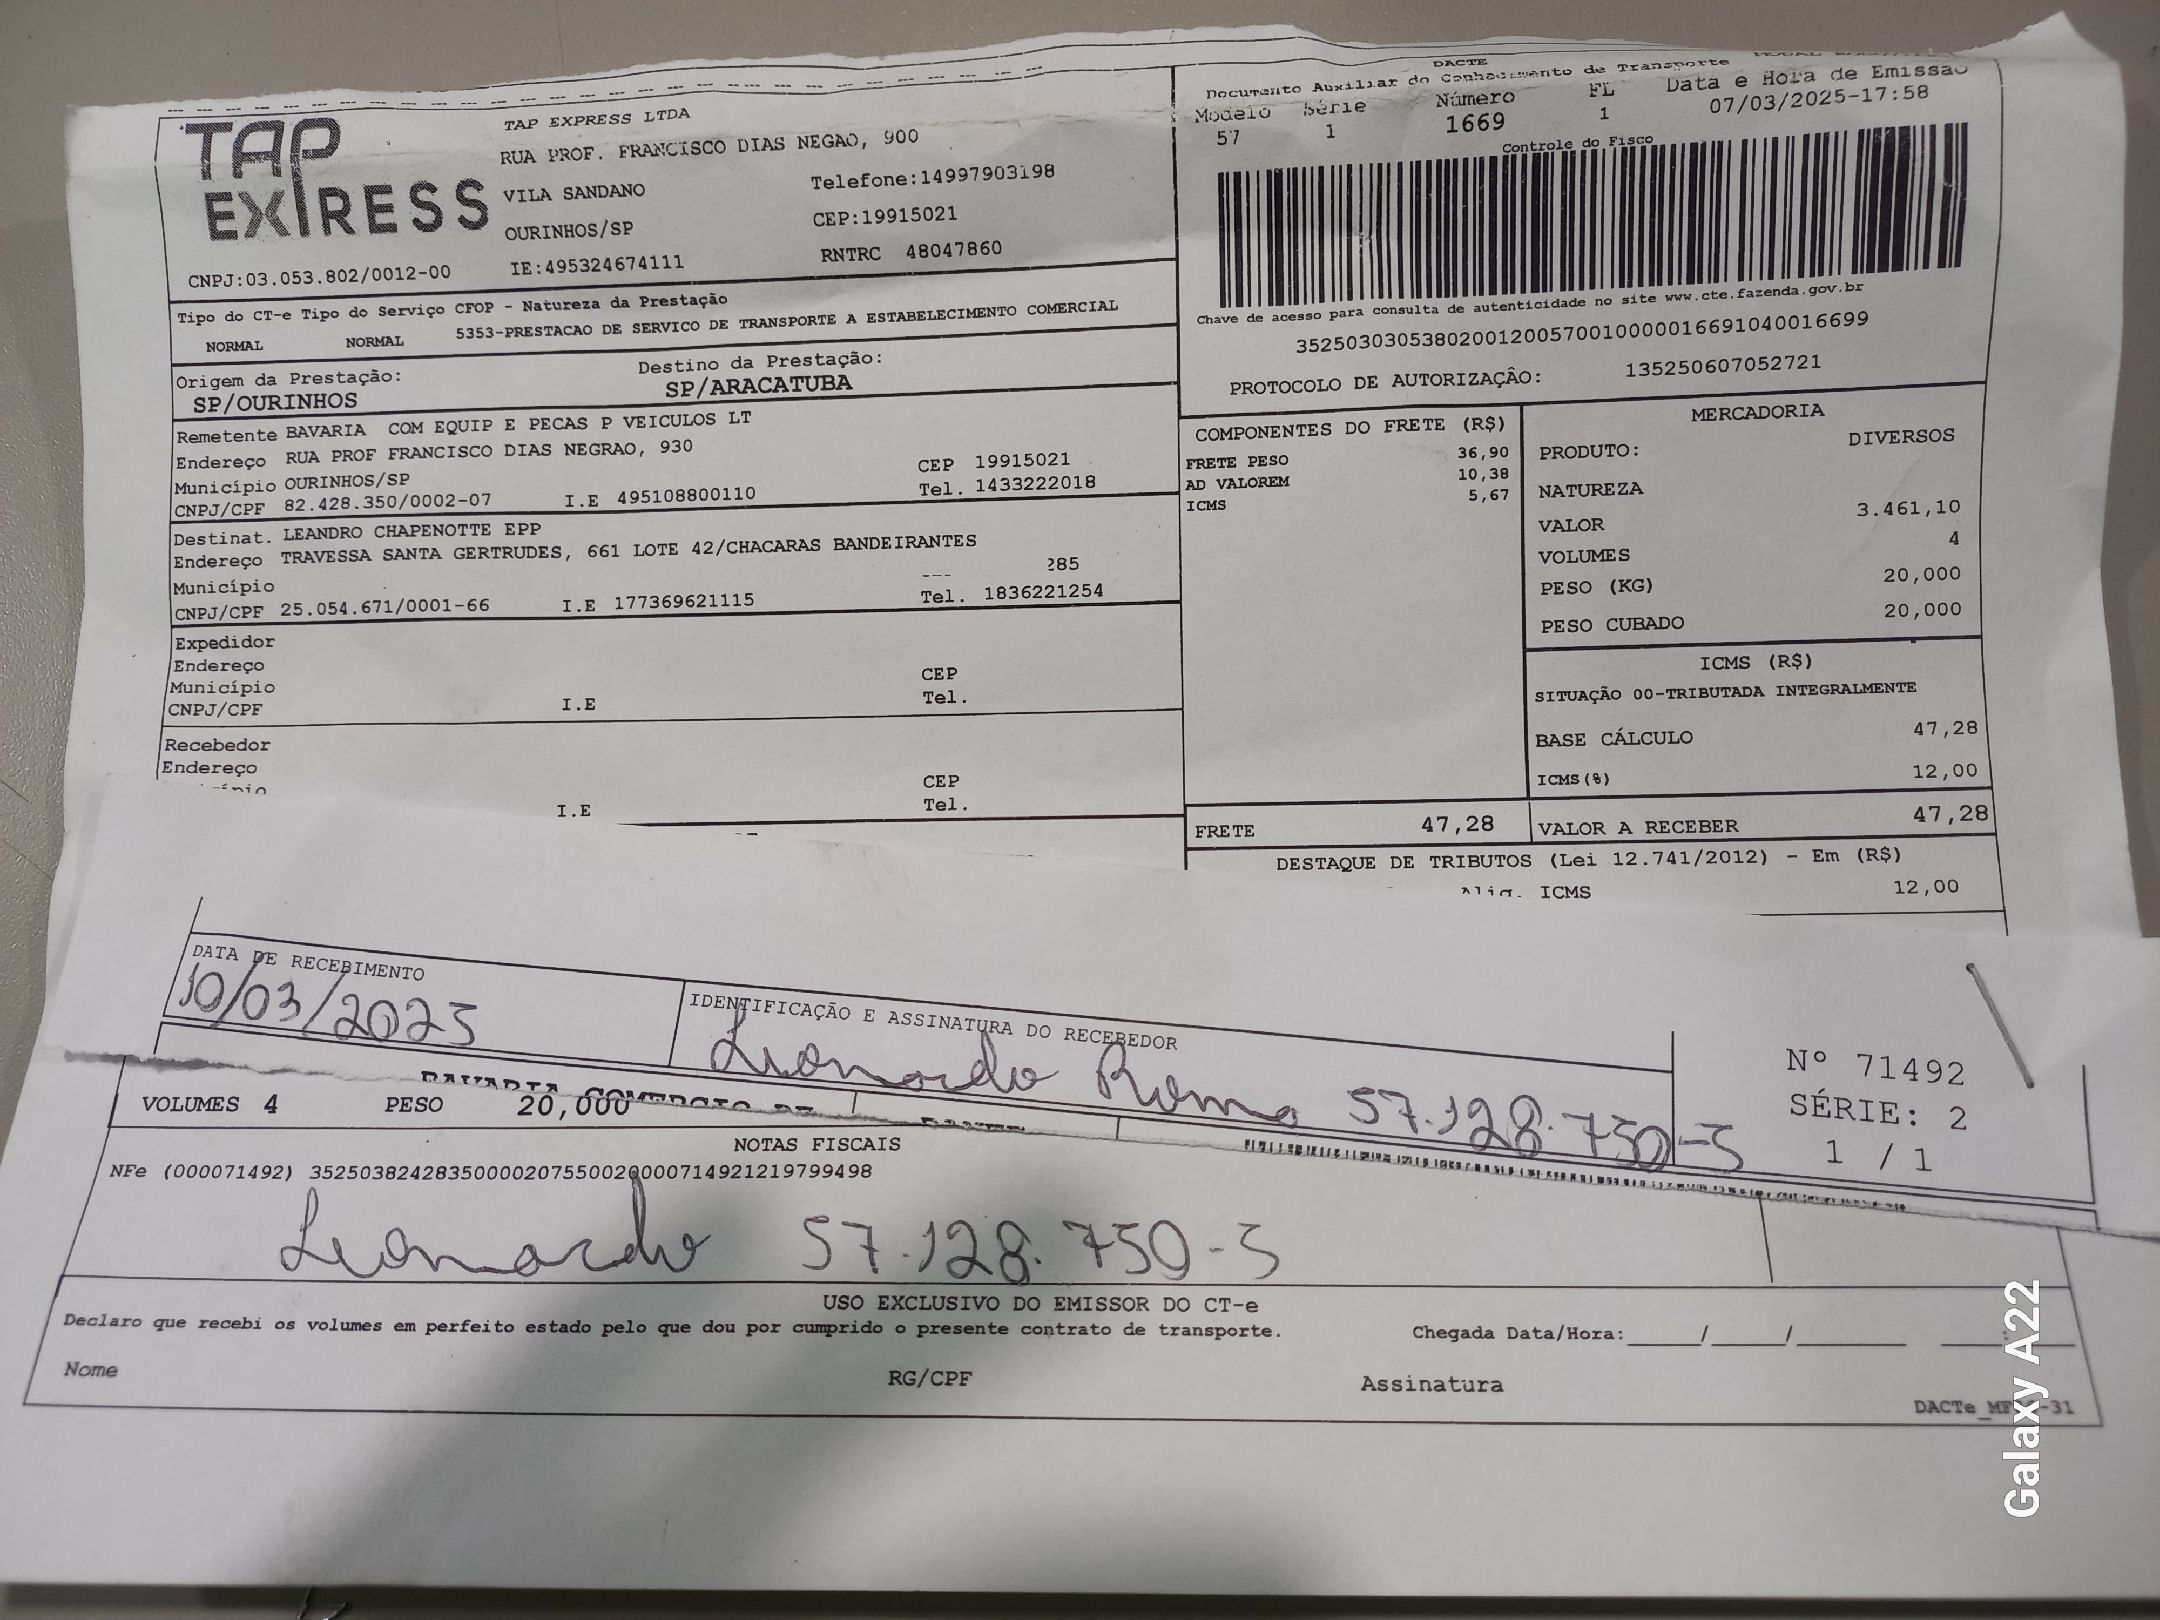 DACTE
Documento Auxiliar do Conhecimento de Transporte
Modelo Série Número FL Data e Hora de Emissão
57 1 1669 1 07/03/2025-17:58
Controle do Fisco
TAP EXPRESS
TAP EXPRESS LTDA
RUA PROF. FRANCISCO DIAS NEGAO, 900
VILA SANDANO Telefone:14997903198
OURINHOS/SP CEP:19915021
CNPJ:03.053.802/0012-00 IE:495324674111 RNTRC 48047860
Chave de acesso para consulta de autenticidade no site www.cte.fazenda.gov.br
35250303053802001200570010000016691040016699
PROTOCOLO DE AUTORIZAÇÃO: 135250607052721
Tipo do CT-e Tipo do Serviço CFOP - Natureza da Prestação
NORMAL NORMAL 5353-PRESTACAO DE SERVICO DE TRANSPORTE A ESTABELECIMENTO COMERCIAL
Origem da Prestação: Destino da Prestação:
SP/OURINHOS SP/ARACATUBA
Remetente BAVARIA COM EQUIP E PECAS P VEICULOS LT
Endereço RUA PROF FRANCISCO DIAS NEGRAO, 930
Município OURINHOS/SP CEP 19915021
CNPJ/CPF 82.428.350/0002-07 I.E 495108800110 Tel. 1433222018
Destinat. LEANDRO CHAPENOTTE EPP
Endereço TRAVESSA SANTA GERTRUDES, 661 LOTE 42/CHACARAS BANDEIRANTES
Município 285
CNPJ/CPF 25.054.671/0001-66 I.E 177369621115 Tel. 1836221254
Expedidor
Endereço
Município CEP
CNPJ/CPF I.E Tel.
Recebedor
Endereço
CEP
I.E Tel.
COMPONENTES DO FRETE (R$)
FRETE PESO 36,90
AD VALOREM 10,38
ICMS 5,67
MERCADORIA
PRODUTO: DIVERSOS
NATUREZA
VALOR 3.461,10
VOLUMES 4
PESO (KG) 20,000
PESO CUBADO 20,000
ICMS (R$)
SITUAÇÃO 00-TRIBUTADA INTEGRALMENTE
BASE CÁLCULO 47,28
ICMS(%) 12,00
FRETE 47,28 VALOR A RECEBER 47,28
DESTAQUE DE TRIBUTOS (Lei 12.741/2012) - Em (R$)
Aliq. ICMS 12,00
DATA DE RECEBIMENTO IDENTIFICAÇÃO E ASSINATURA DO RECEBEDOR
10/03/2025 Leonardo Roma 57.128.750-5
Nº 71492
SÉRIE: 2
1 / 1
VOLUMES 4 PESO 20,000
NOTAS FISCAIS
NFe (000071492) 35250382428350000207550020000714921219799498
Leonardo 57.128.750-5
USO EXCLUSIVO DO EMISSOR DO CT-e
Declaro que recebi os volumes em perfeito estado pelo que dou por cumprido o presente contrato de transporte. Chegada Data/Hora:_____/_____/________
Nome RG/CPF Assinatura
Galaxy A22